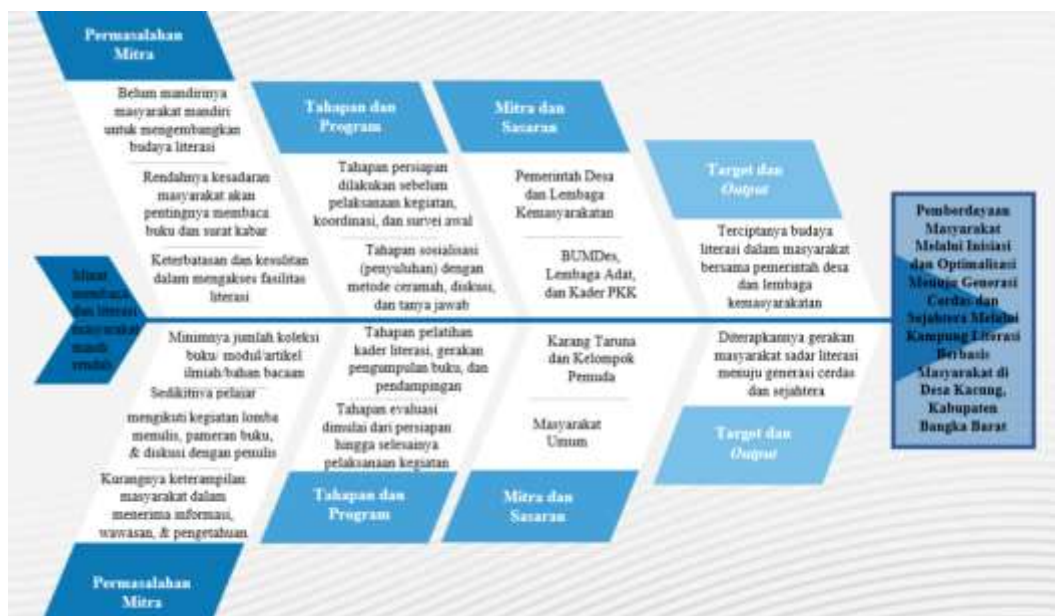 Permasalahan
Mitra
Belum mandirinya
masyarakat mandiri
untuk mengembangkan
budaya literasi
Rendahnya kesadaran
masyarakat akan
pentingnya membaca
buku dan surat kabar
Keterbatasan dan kesulitan
dalam mengakses fasilitas
literasi
Tahapan dan
Program
Tahapan persiapan
dilakukan sebelum
pelaksanaan kegiatan,
koordinasi, dan survei awal
Tahapan sosialisasi
(penyuluhan) dengan
metode ceramah, diskusi,
dan tanya jawab
Mitra dan
Sasaran
Pemerintah Desa
dan Lembaga
Kemasyarakatan
BUMDes,
Lembaga Adat,
dan Kader PKK
Target dan
Output
Terciptanya budaya
literasi dalam masyarakat
bersama pemerintah desa
dan lembaga
kemasyarakatan
Minat
membaca
dan literasi
masyarakat
masih
rendah
Minimnya jumlah koleksi
buku/ modul/artikel
ilmiah/bahan bacaan
Sedikitnya pelajar
mengikuti kegiatan lomba
menulis, pameran buku,
& diskusi dengan penulis
Kurangnya keterampilan
masyarakat dalam
menerima informasi,
wawasan, & pengetahuan
Permasalahan
Mitra
Tahapan pelatihan
kader literasi, gerakan
pengumpulan buku, dan
pendampingan
Tahapan evaluasi
dimulai dari persiapan
hingga selesainya
pelaksanaan kegiatan
Tahapan dan
Program
Karang Taruna
dan Kelompok
Pemuda
Masyarakat
Umum
Mitra dan
Sasaran
Diterapkannya gerakan
masyarakat sadar literasi
menuju generasi cerdas
dan sejahtera
Target dan
Output
Pemberdayaan
Masyarakat
Melalui Inisiasi
dan Optimalisasi
Menuju Generasi
Cerdas dan
Sejahtera Melalui
Kampung Literasi
Berbasis
Masyarakat di
Desa Kacung,
Kabupaten
Bangka Barat